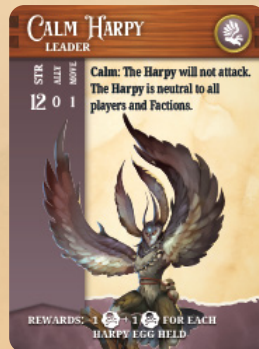 CALM HARPY
LEADER
STR ALLY MOVE
12 0 1
Calm: The Harpy will not attack.
The Harpy is neutral to all
players and Factions.
REWARDS: -1 + 1 FOR EACH
HARPY EGG HELD